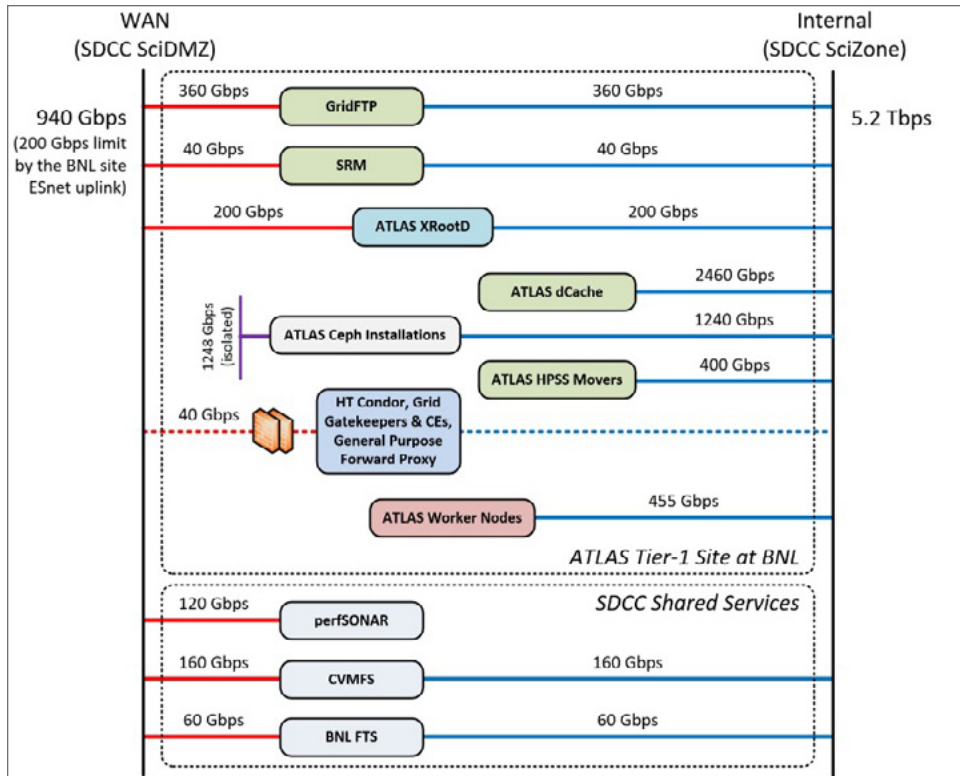 WAN
(SDCC SciDMZ)
Internal
(SDCC SciZone)
940 Gbps
(200 Gbps limit
by the BNL site
ESnet uplink)
5.2 Tbps
360 Gbps
GridFTP
360 Gbps
40 Gbps
SRM
40 Gbps
200 Gbps
ATLAS XRootD
200 Gbps
ATLAS dCache
2460 Gbps
1248 Gbps
(isolated)
ATLAS Ceph Installations
1240 Gbps
ATLAS HPSS Movers
400 Gbps
40 Gbps
HT Condor, Grid
Gatekeepers & CEs,
General Purpose
Forward Proxy
ATLAS Worker Nodes
455 Gbps
ATLAS Tier-1 Site at BNL
SDCC Shared Services
120 Gbps
perfSONAR
160 Gbps
CVMFS
160 Gbps
60 Gbps
BNL FTS
60 Gbps